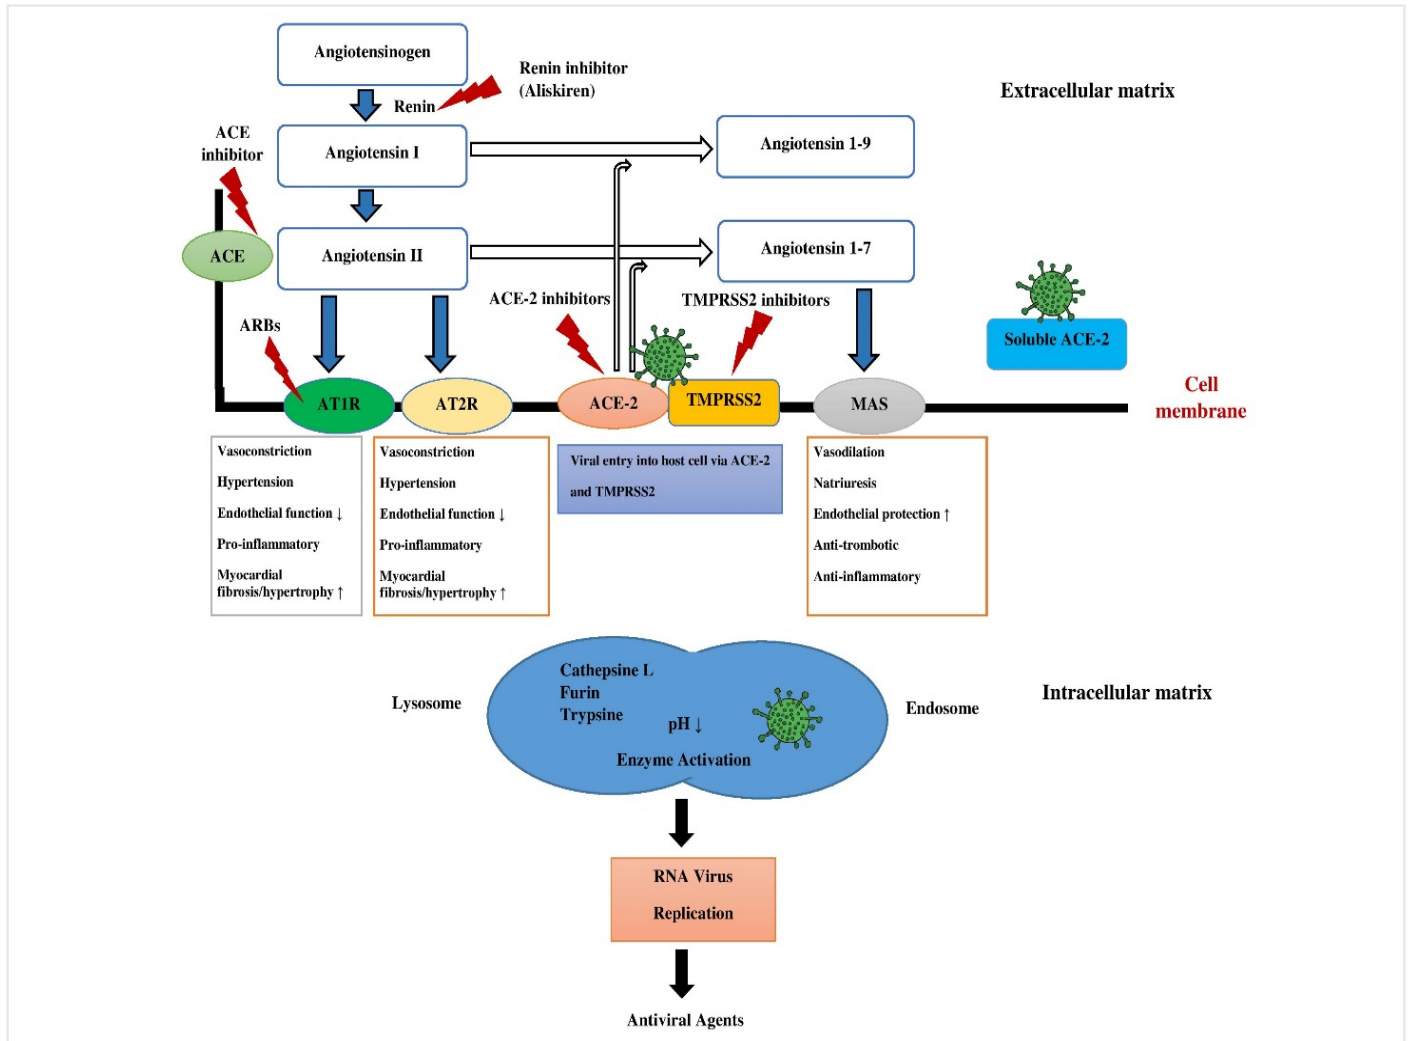 Angiotensinogen
Renin inhibitor
(Aliskiren)
Extracellular matrix
Renin
ACE
inhibitor
Angiotensin I
Angiotensin 1-9
ACE
Angiotensin II
Angiotensin 1-7
ACE-2 inhibitors
TMPRSS2 inhibitors
ARBs
Soluble ACE-2
AT1R
AT2R
ACE-2
TMPRSS2
MAS
Cell
membrane
Vasoconstriction
Hypertension
Endothelial function ↓
Pro-inflammatory
Myocardial
fibrosis/hypertrophy ↑
Vasoconstriction
Hypertension
Endothelial function ↓
Pro-inflammatory
Myocardial
fibrosis/hypertrophy ↑
Viral entry into host cell via ACE-2
and TMPRSS2
Vasodilation
Natriuresis
Endothelial protection ↑
Anti-trombotic
Anti-inflammatory
Lysosome
Cathepsine L
Furin
Trypsine
pH ↓
Enzyme Activation
Endosome
Intracellular matrix
RNA Virus
Replication
Antiviral Agents